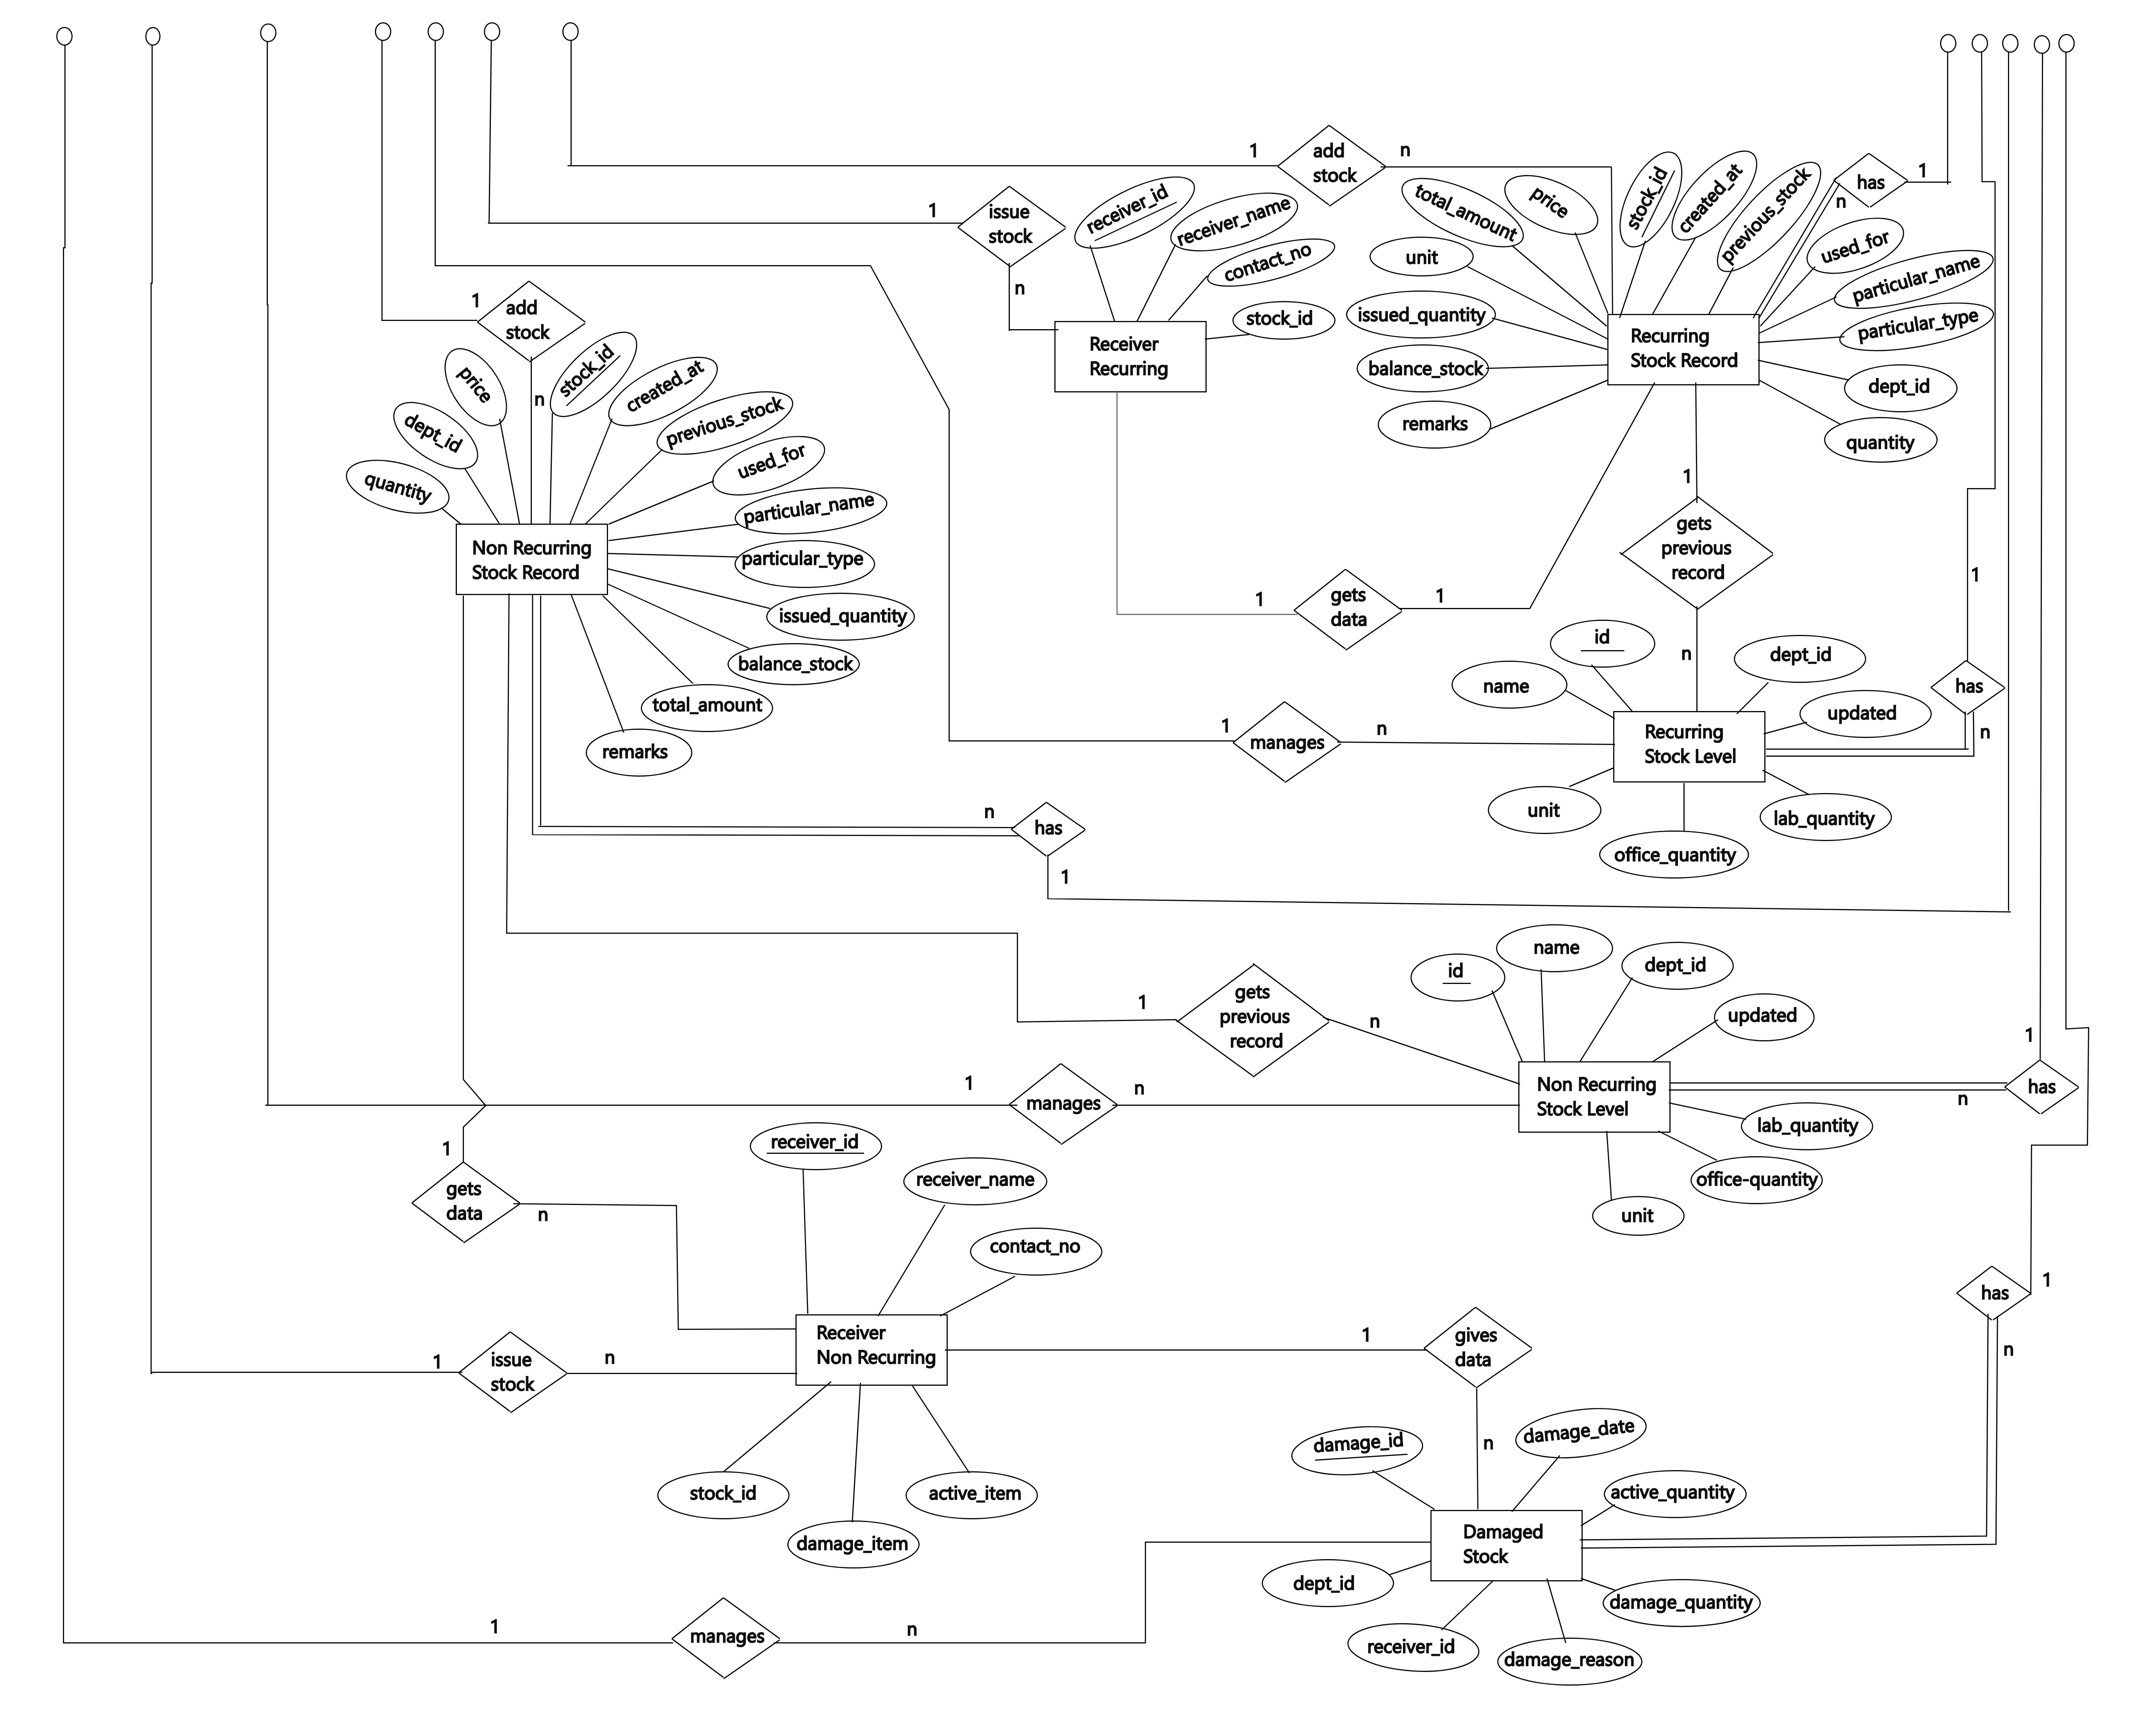 1
add
stock
n
1
issue
stock
n
receiver_id
receiver_name
contact_no
stock_id
Receiver
Recurring
total_amount
price
stock_id
created_at
previous_stock
has
1
n
used_for
particular_name
particular_type
dept_id
quantity
unit
issued_quantity
balance_stock
remarks
Recurring
Stock Record
1
add
stock
n
price
stock_id
created_at
previous_stock
dept_id
used_for
quantity
particular_name
particular_type
issued_quantity
balance_stock
total_amount
remarks
Non Recurring
Stock Record
1
gets
previous
record
n
1
gets
data
1
1
has
n
id
dept_id
name
updated
Recurring
Stock Level
unit
lab_quantity
office_quantity
1
manages
n
n
has
1
1
gets
previous
record
n
id
name
dept_id
updated
Non Recurring
Stock Level
1
has
n
lab_quantity
office-quantity
unit
1
manages
n
1
gets
data
n
receiver_id
receiver_name
contact_no
Receiver
Non Recurring
1
issue
stock
n
stock_id
damage_item
active_item
1
gives
data
n
has
1
n
damage_id
damage_date
active_quantity
Damaged
Stock
dept_id
damage_quantity
receiver_id
damage_reason
1
manages
n